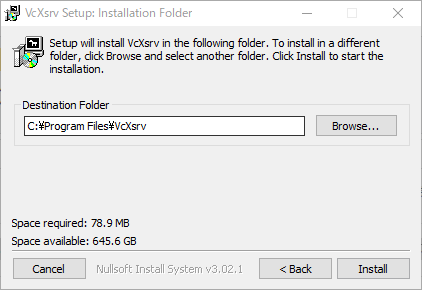 VcXsrv Setup: Installation Folder
Setup will install VcXsrv in the following folder. To install in a different
folder, click Browse and select another folder. Click Install to start the
installation.
Destination Folder
C:¥Program Files¥VcXsrv
Browse...
Space required: 78.9 MB
Space available: 645.6 GB
Cancel
Nullsoft Install System v3.02.1
< Back
Install